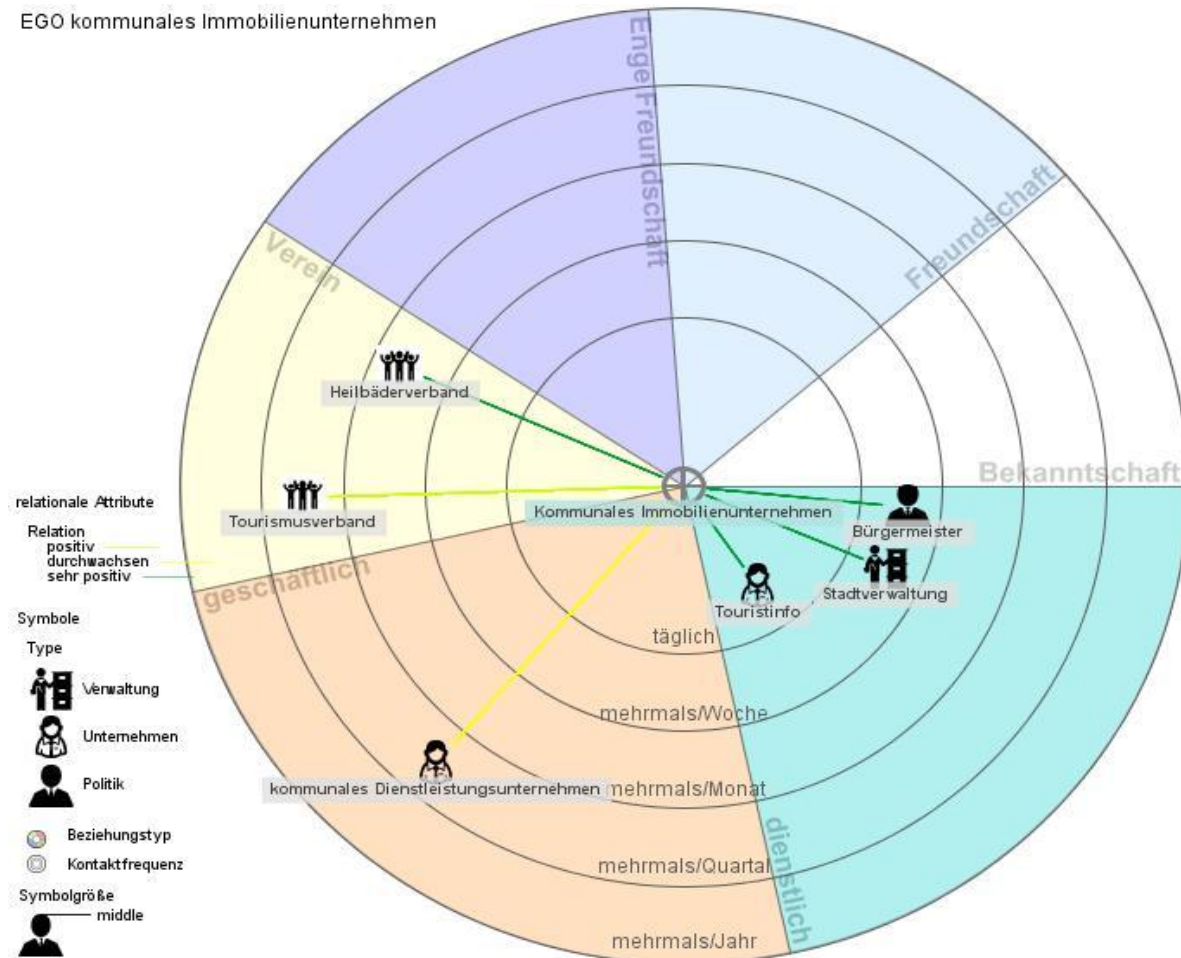 EGO kommunales Immobilienunternehmen
Enge Freundschaft
Freundschaft
Verein
Heilbäderverband
Bekanntschaft
Kommunales Immobilienunternehmen
Bürgermeister
Tourismusverband
Stadtverwaltung
Touristinfo
geschäftlich
täglich
mehrmals/Woche
kommunales Dienstleistungsunternehmen
mehrmals/Monat
mehrmals/Quartal
dienstlich
mehrmals/Jahr
relationale Attribute
Relation
positiv
durchwachsen
sehr positiv
Symbole
Type
Verwaltung
Unternehmen
Politik
Beziehungstyp
Kontaktfrequenz
Symbolgröße
middle